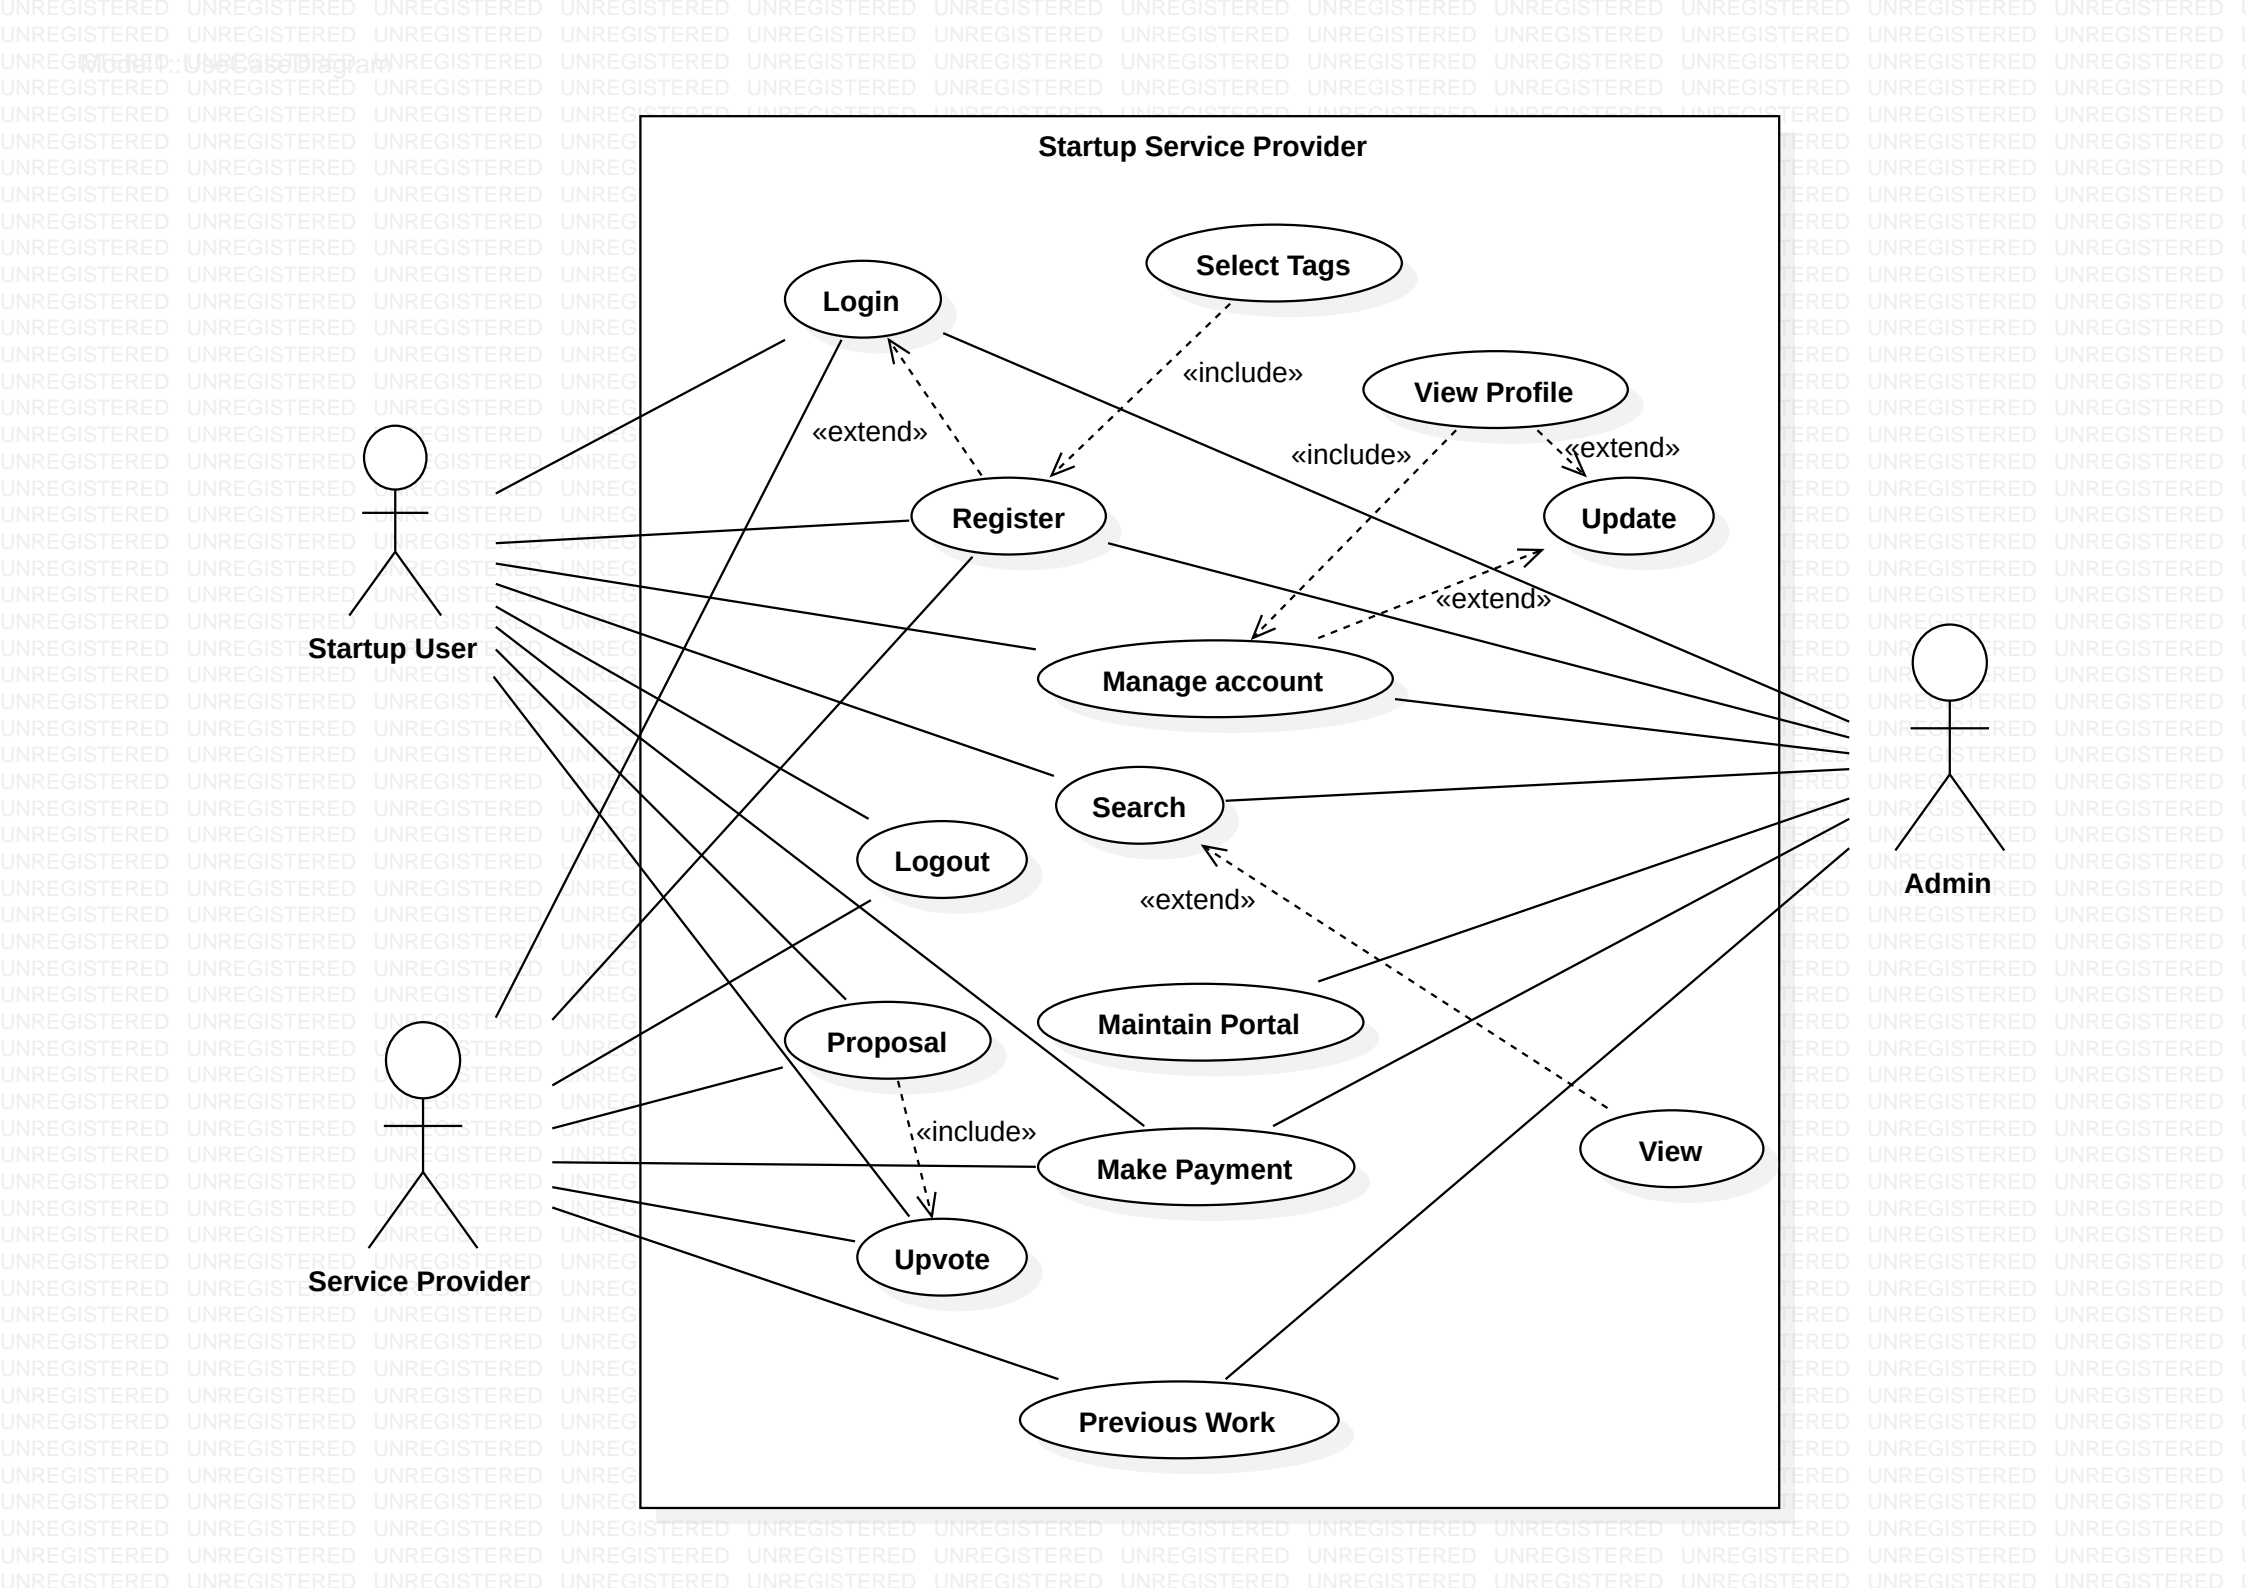 Model1::UseCaseDiagram
Startup Service Provider
Select Tags
Login
«include»
View Profile
«extend»
«include»
«extend»
Register
Update
«extend»
Startup User
Manage account
Search
Logout
Admin
«extend»
Maintain Portal
Proposal
«include»
View
Make Payment
Upvote
Service Provider
Previous Work
UNREGISTERED